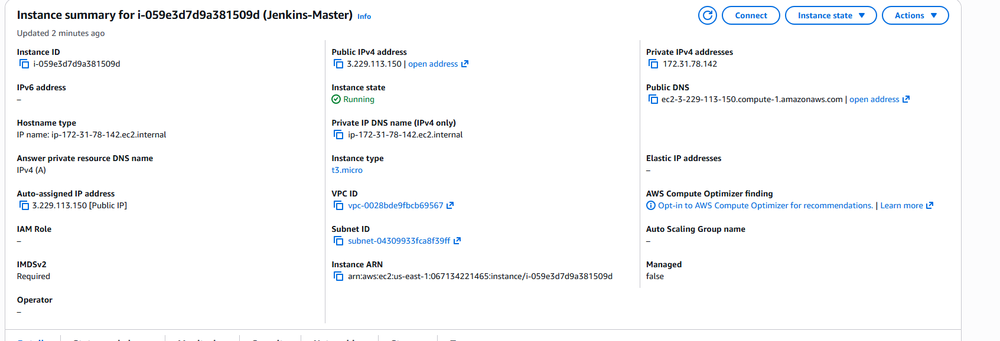 Instance summary for i-059e3d7d9a381509d (Jenkins-Master) Info
Connect
Instance state
Actions
Updated 2 minutes ago
Instance ID
i-059e3d7d9a381509d
Public IPv4 address
3.229.113.150 | open address
Private IPv4 addresses
172.31.78.142
IPv6 address
–
Instance state
Running
Public DNS
ec2-3-229-113-150.compute-1.amazonaws.com | open address
Hostname type
IP name: ip-172-31-78-142.ec2.internal
Private IP DNS name (IPv4 only)
ip-172-31-78-142.ec2.internal
Answer private resource DNS name
IPv4 (A)
Instance type
t3.micro
Elastic IP addresses
–
Auto-assigned IP address
3.229.113.150 [Public IP]
VPC ID
vpc-0028bde9fbcb69567
AWS Compute Optimizer finding
Opt-in to AWS Compute Optimizer for recommendations. | Learn more
IAM Role
–
Subnet ID
subnet-04309933fca8f39ff
Auto Scaling Group name
–
IMDSv2
Required
Instance ARN
arn:aws:ec2:us-east-1:067134221465:instance/i-059e3d7d9a381509d
Managed
false
Operator
–